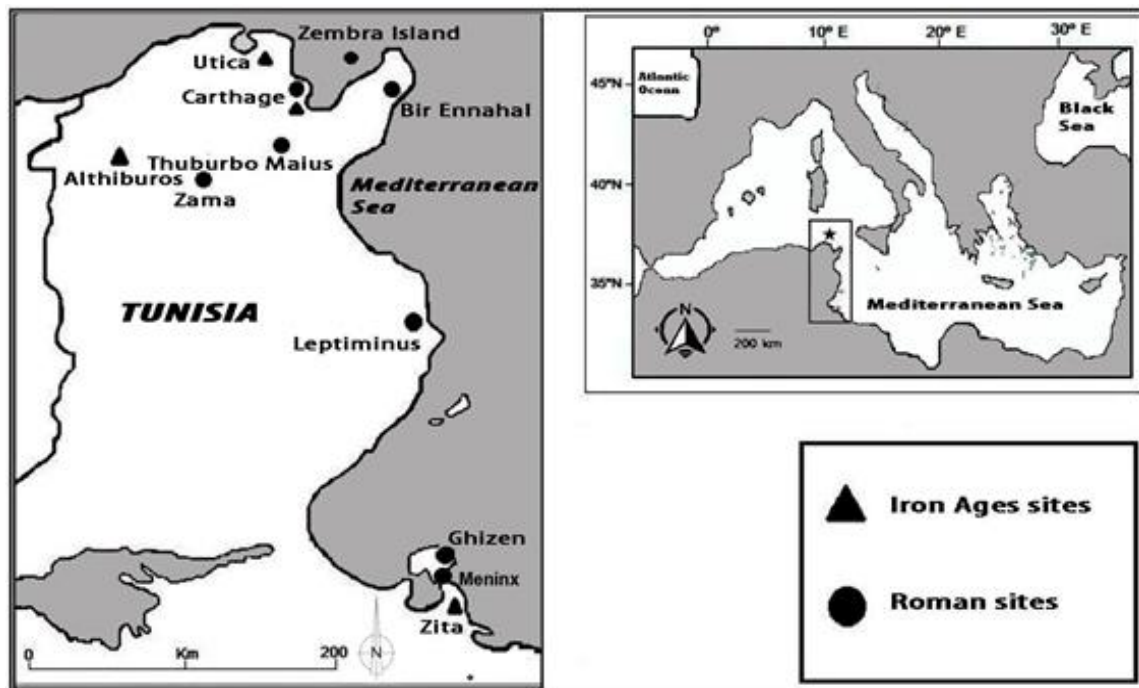 Zembra Island
Utica
Carthage
Bir Ennahal
Thuburbo Maius
Althiburos
Zama
Mediterranean
Sea
TUNISIA
Leptiminus
Ghizen
Meninx
Zita
0 Km 200
N
0° 10° E 20° E 30° E
45°N
40°N
35°N
Atlantic
Ocean
Black
Sea
Mediterranean Sea
N
200 km
Iron Ages sites
Roman sites